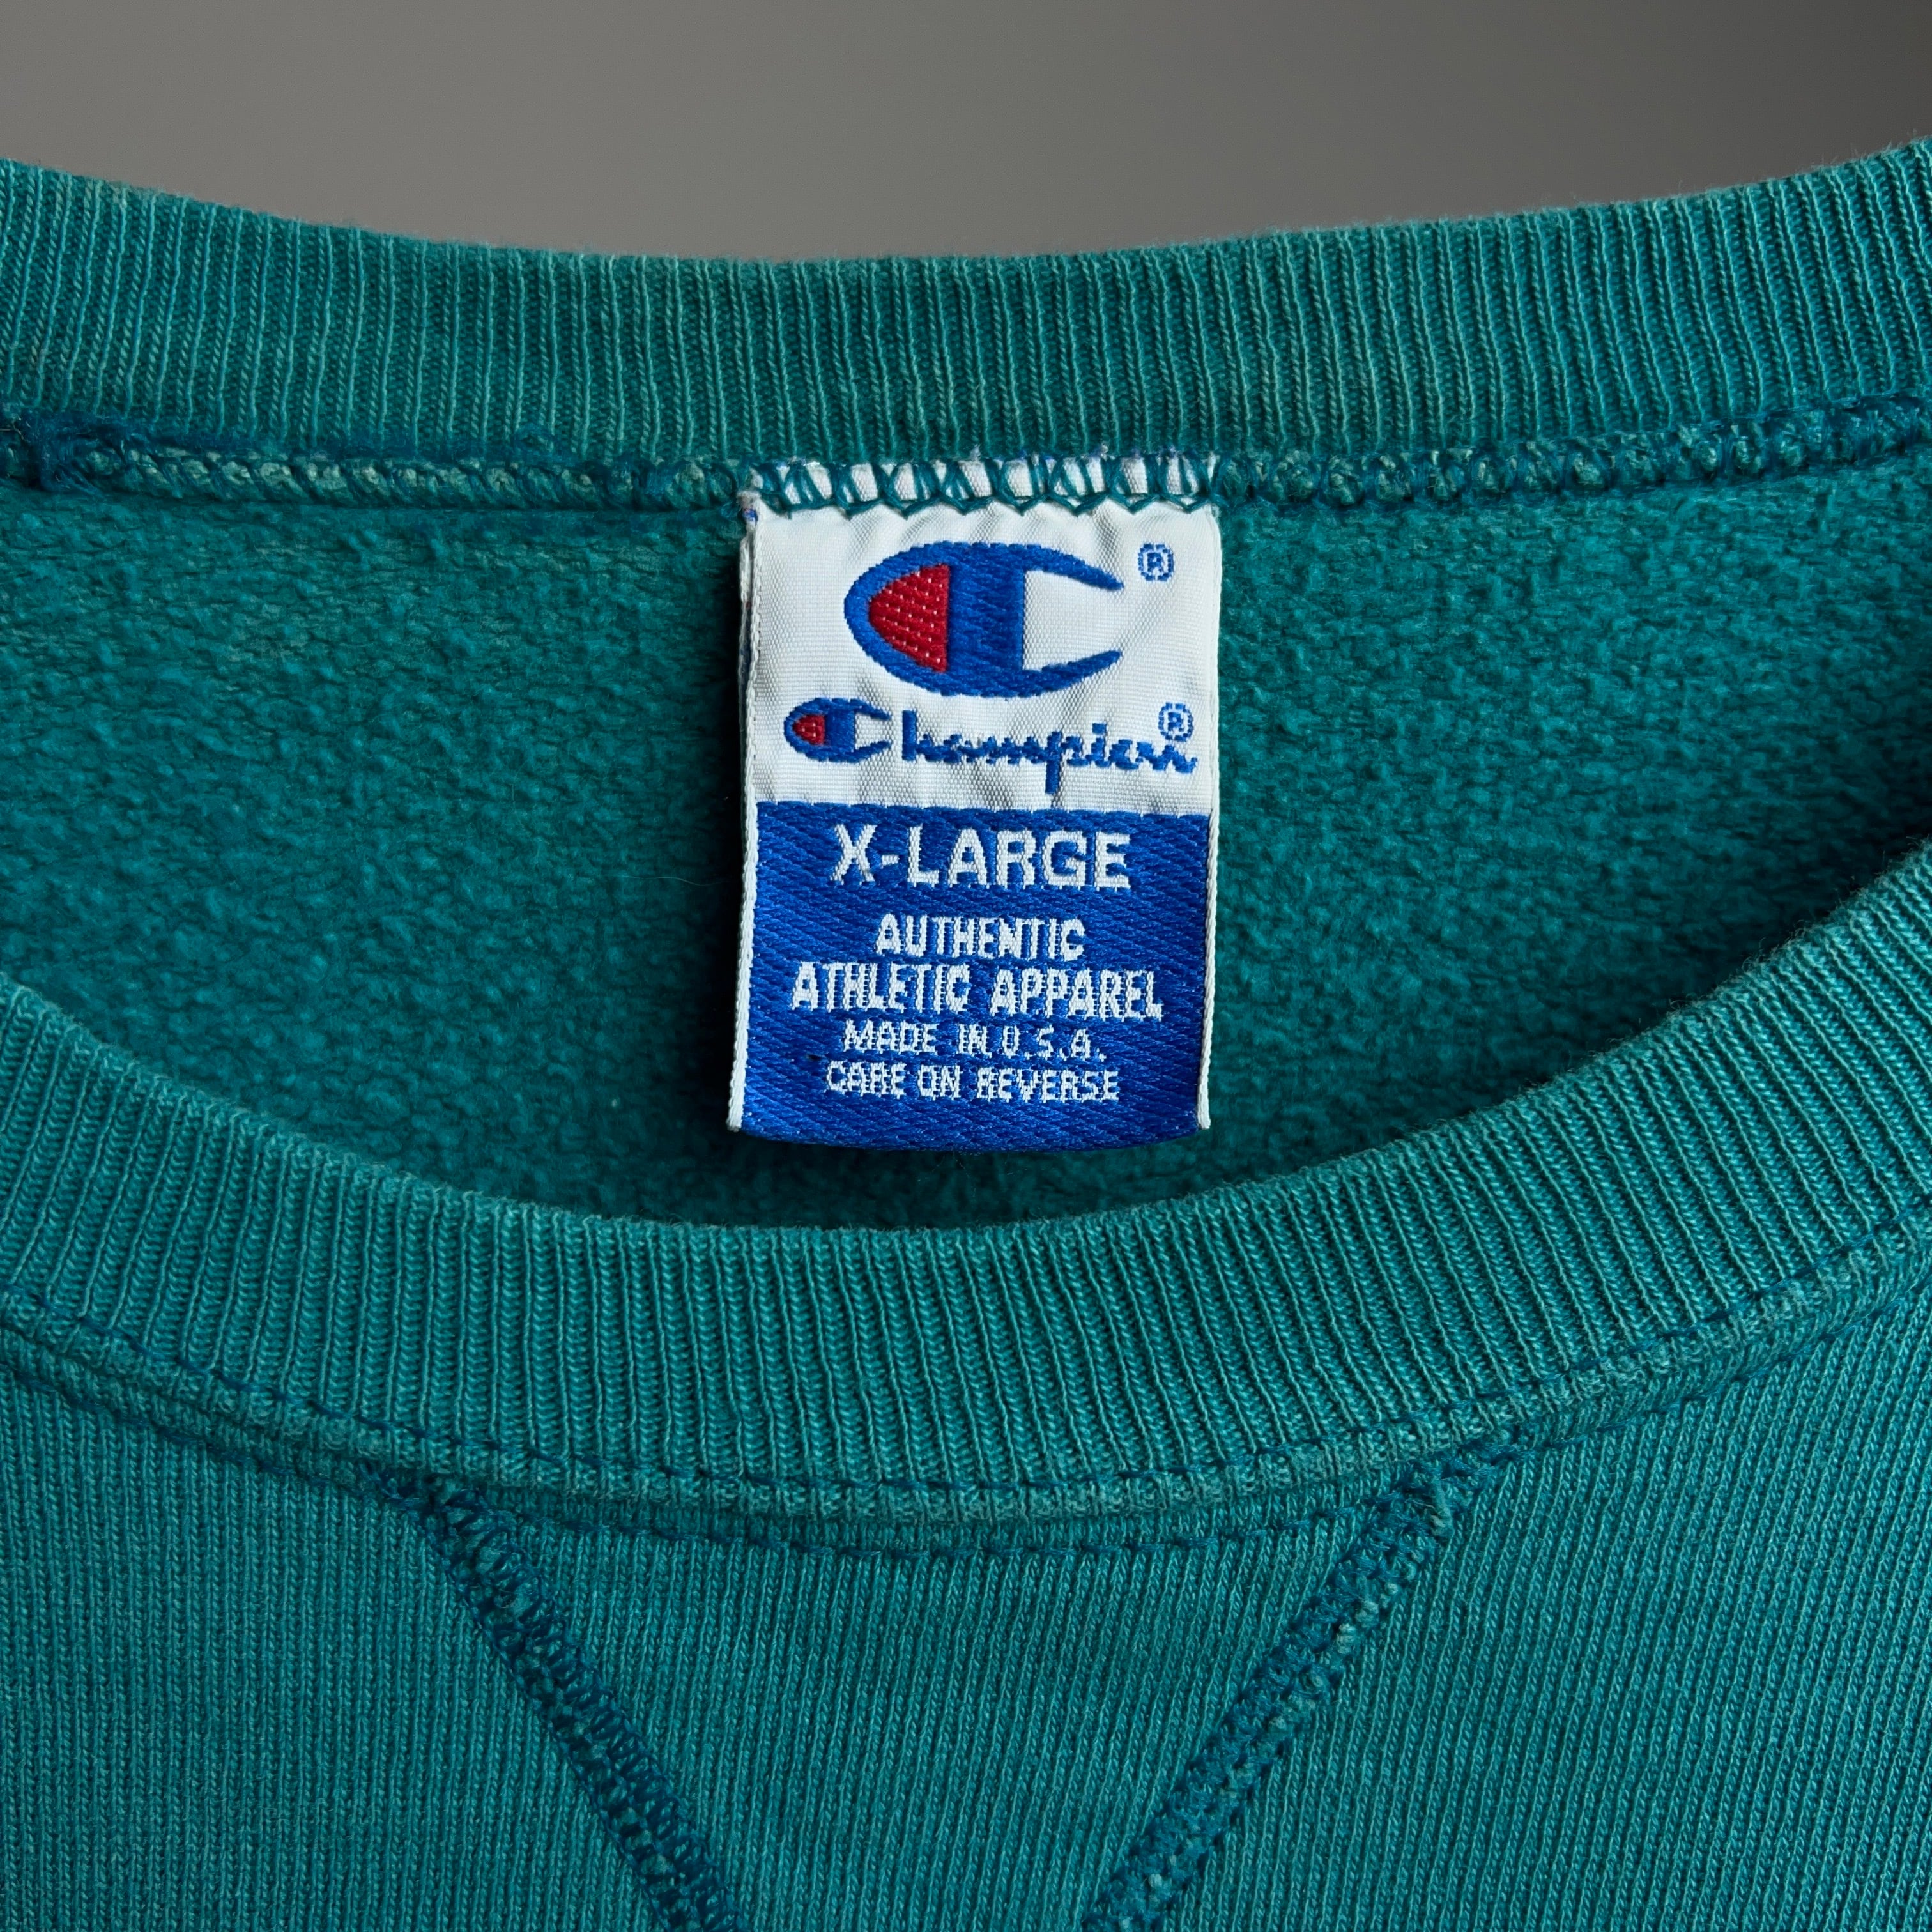 ®
Champion®
X-LARGE
AUTHENTIC
ATHLETIC APPAREL
MADE IN U.S.A.
CARE ON REVERSE